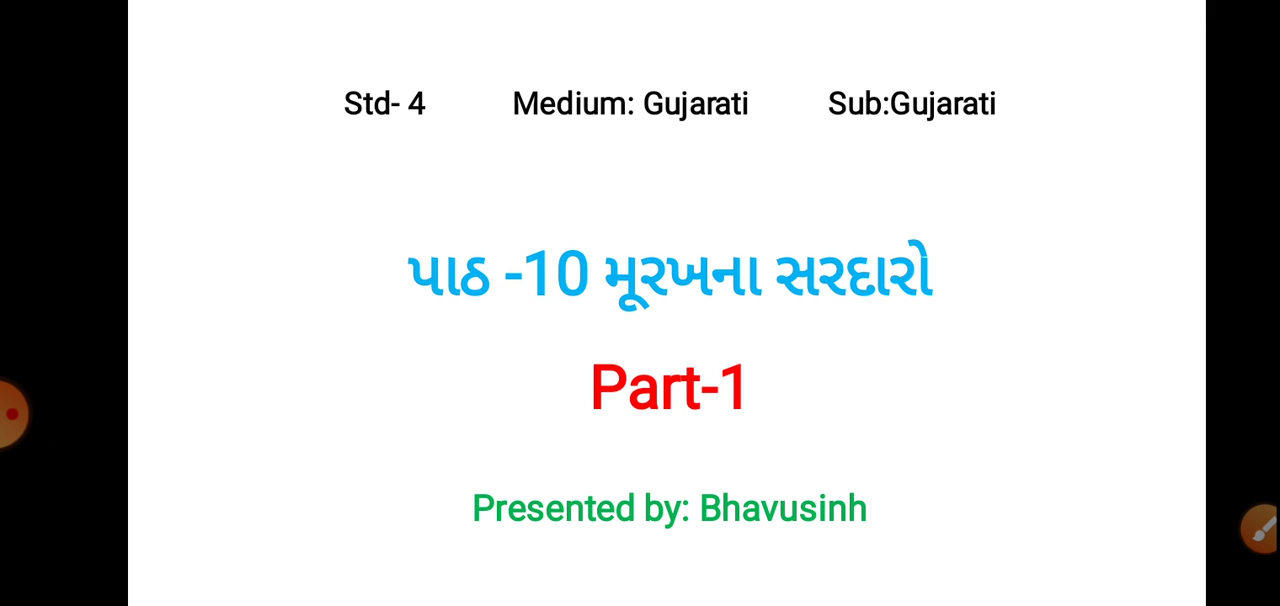 Std- 4 Medium: Gujarati Sub:Gujarati
પાઠ -10 મૂરખના સરદારો
Part-1
Presented by: Bhavusinh